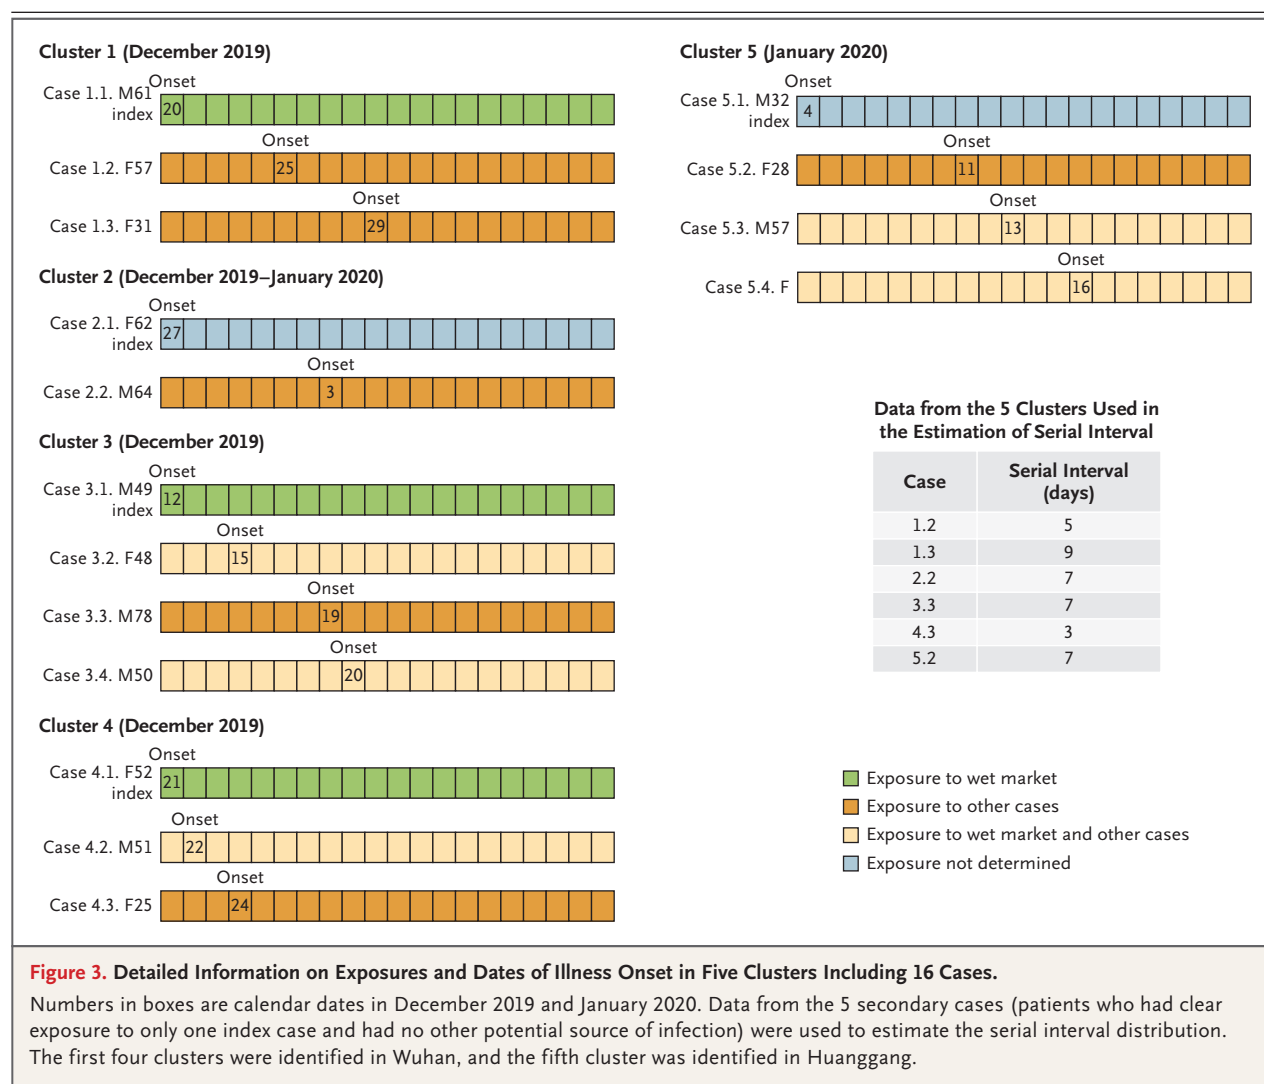 Cluster 1 (December 2019)
Onset
Case 1.1. M61
index
20
Onset
Case 1.2. F57
25
Onset
Case 1.3. F31
29
Cluster 2 (December 2019–January 2020)
Onset
Case 2.1. F62
index
27
Onset
Case 2.2. M64
3
Cluster 3 (December 2019)
Onset
Case 3.1. M49
index
12
Onset
Case 3.2. F48
15
Onset
Case 3.3. M78
19
Onset
Case 3.4. M50
20
Cluster 4 (December 2019)
Onset
Case 4.1. F52
index
21
Onset
Case 4.2. M51
22
Onset
Case 4.3. F25
24
Cluster 5 (January 2020)
Onset
Case 5.1. M32
index
4
Onset
Case 5.2. F28
11
Onset
Case 5.3. M57
13
Onset
Case 5.4. F
16
Data from the 5 Clusters Used in
the Estimation of Serial Interval
Case Serial Interval
(days)
1.2 5
1.3 9
2.2 7
3.3 7
4.3 3
5.2 7
Exposure to wet market
Exposure to other cases
Exposure to wet market and other cases
Exposure not determined
Figure 3. Detailed Information on Exposures and Dates of Illness Onset in Five Clusters Including 16 Cases.
Numbers in boxes are calendar dates in December 2019 and January 2020. Data from the 5 secondary cases (patients who had clear
exposure to only one index case and had no other potential source of infection) were used to estimate the serial interval distribution.
The first four clusters were identified in Wuhan, and the fifth cluster was identified in Huanggang.